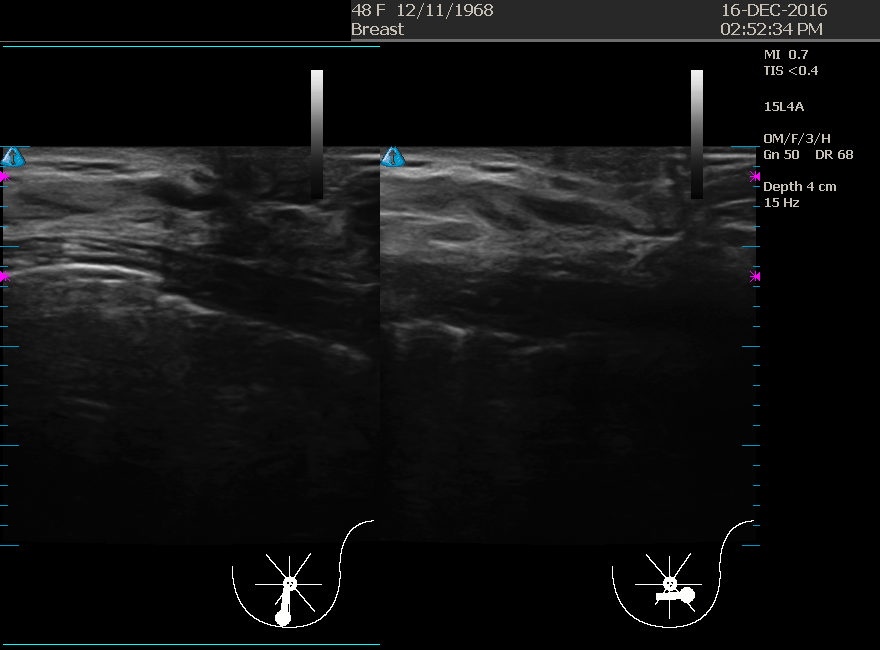 48 F 12/11/1968
16-DEC-2016
Breast
02:52:34 PM
MI 0.7
TIS <0.4
15L4A
OM/F/3/H
Gn 50 DR 68
Depth 4 cm
15 Hz